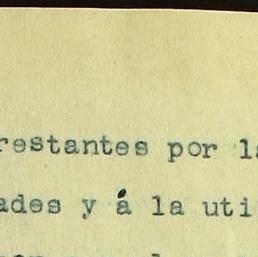 restantes por la
ades y á la uti